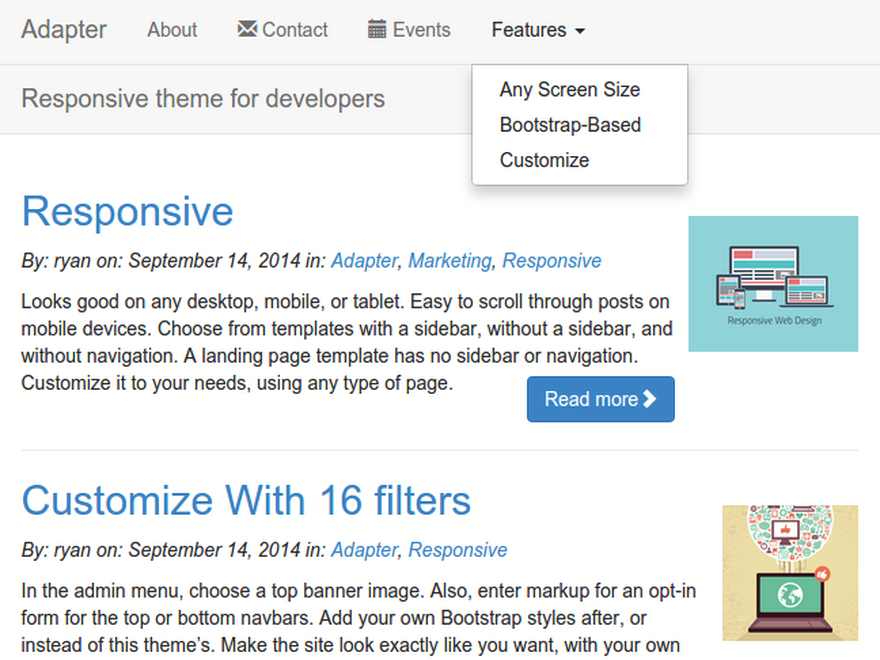 Adapter About Contact Events Features
Any Screen Size
Bootstrap-Based
Customize
Responsive theme for developers
Responsive
By: ryan on: September 14, 2014 in: Adapter, Marketing, Responsive
Looks good on any desktop, mobile, or tablet. Easy to scroll through posts on
mobile devices. Choose from templates with a sidebar, without a sidebar, and
without navigation. A landing page template has no sidebar or navigation.
Customize it to your needs, using any type of page.
Read more
Responsive Web Design
Customize With 16 filters
By: ryan on: September 14, 2014 in: Adapter, Responsive
In the admin menu, choose a top banner image. Also, enter markup for an opt-in
form for the top or bottom navbars. Add your own Bootstrap styles after, or
instead of this theme’s. Make the site look exactly like you want, with your own